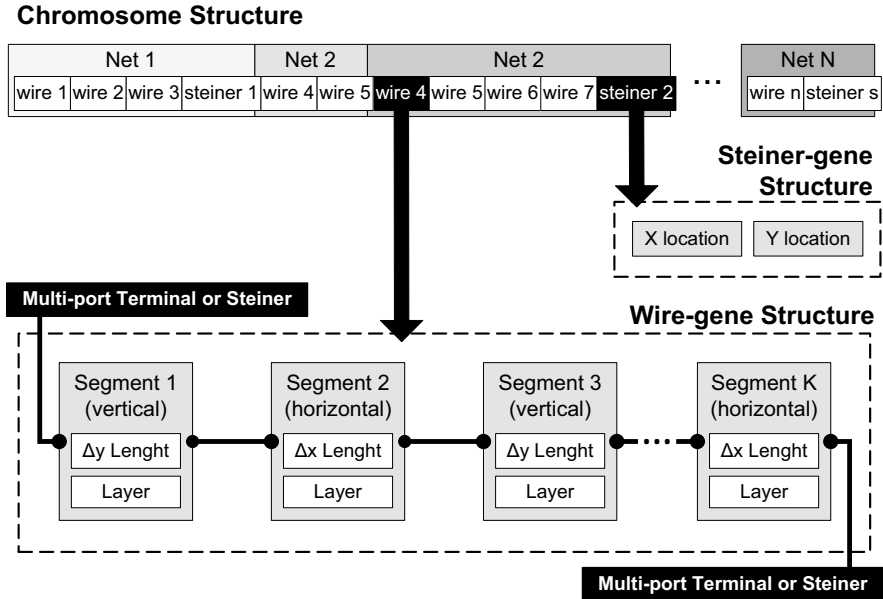 Chromosome Structure
Net 1 Net 2 Net 2 Net N
wire 1 wire 2 wire 3 steiner 1 wire 4 wire 5 wire 4 wire 5 wire 6 wire 7 steiner 2 ... wire n steiner s
Steiner-gene
Structure
X location Y location
Multi-port Terminal or Steiner
Wire-gene Structure
Segment 1
(vertical)
Δy Lenght
Layer
Segment 2
(horizontal)
Δx Lenght
Layer
Segment 3
(vertical)
Δy Lenght
Layer
...
Segment K
(horizontal)
Δx Lenght
Layer
Multi-port Terminal or Steiner